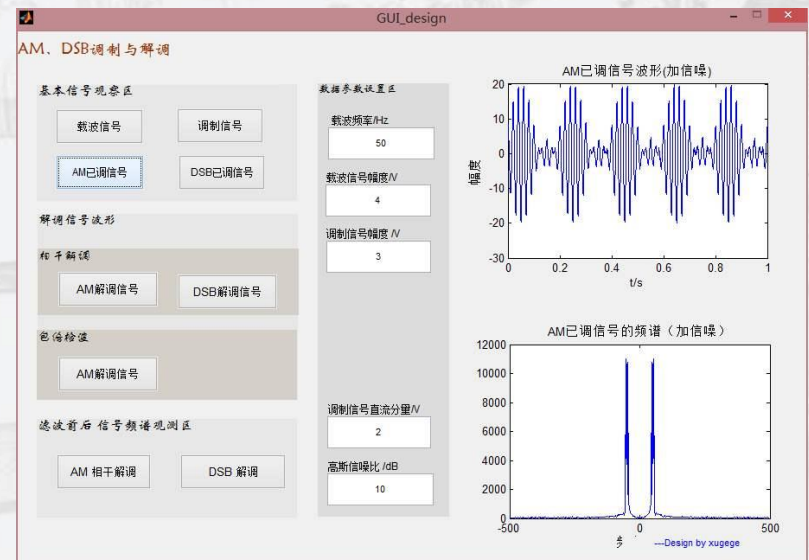 GUI_design
AM、DSB调制与解调
基本信号观察区
载波信号
调制信号
AM已调信号
DSB已调信号
解调信号波形
相干解调
AM解调信号
DSB解调信号
包络检波
AM解调信号
滤波前后 信号频谱观测区
AM 相干解调
DSB 解调
数据参数设置区
载波频率/Hz
50
载波信号幅度/V
4
调制信号幅度 /V
3
调制信号直流分量/V
2
高斯信噪比 /dB
10
AM已调信号波形(加信噪)
20
10
0
-10
-20
-30
幅度
0 0.2 0.4 0.6 0.8 1
t/s
AM已调信号的频谱（加信噪）
12000
10000
8000
6000
4000
2000
0
-500 0 500
---Design by xugege